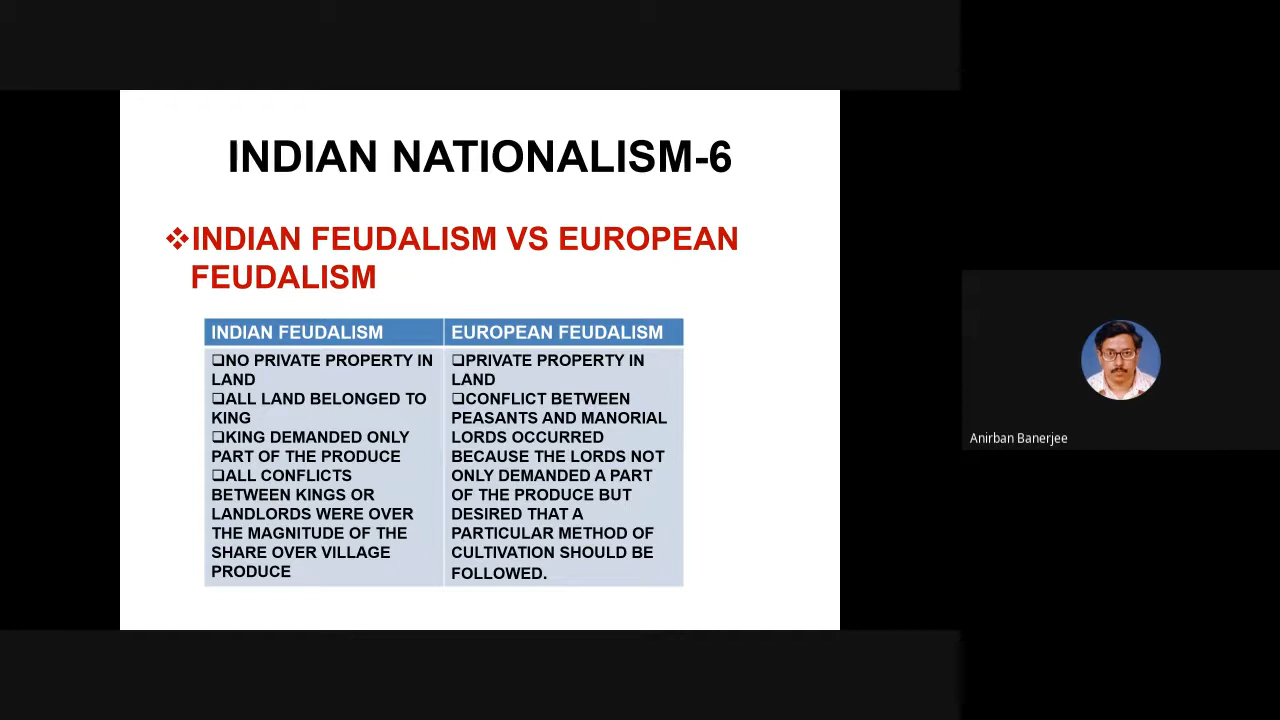 INDIAN NATIONALISM-6
❖INDIAN FEUDALISM VS EUROPEAN
FEUDALISM
INDIAN FEUDALISM
❑NO PRIVATE PROPERTY IN
LAND
❑ALL LAND BELONGED TO
KING
❑KING DEMANDED ONLY
PART OF THE PRODUCE
❑ALL CONFLICTS
BETWEEN KINGS OR
LANDLORDS WERE OVER
THE MAGNITUDE OF THE
SHARE OVER VILLAGE
PRODUCE
EUROPEAN FEUDALISM
❑PRIVATE PROPERTY IN
LAND
❑CONFLICT BETWEEN
PEASANTS AND MANORIAL
LORDS OCCURRED
BECAUSE THE LORDS NOT
ONLY DEMANDED A PART
OF THE PRODUCE BUT
DESIRED THAT A
PARTICULAR METHOD OF
CULTIVATION SHOULD BE
FOLLOWED.
Anirban Banerjee